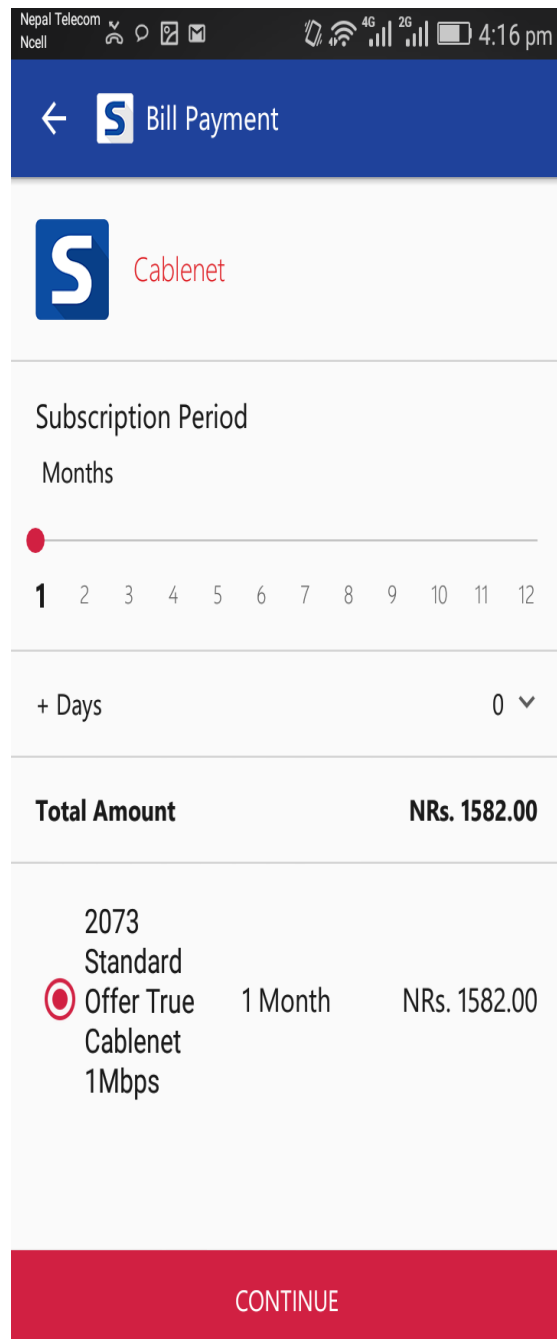 Nepal Telecom
Ncell
4G 2G 4:16 pm
S Bill Payment
S Cablenet
Subscription Period
Months
1 2 3 4 5 6 7 8 9 10 11 12
+ Days 0
Total Amount NRs. 1582.00
2073
Standard
Offer True 1 Month NRs. 1582.00
Cablenet
1Mbps
CONTINUE